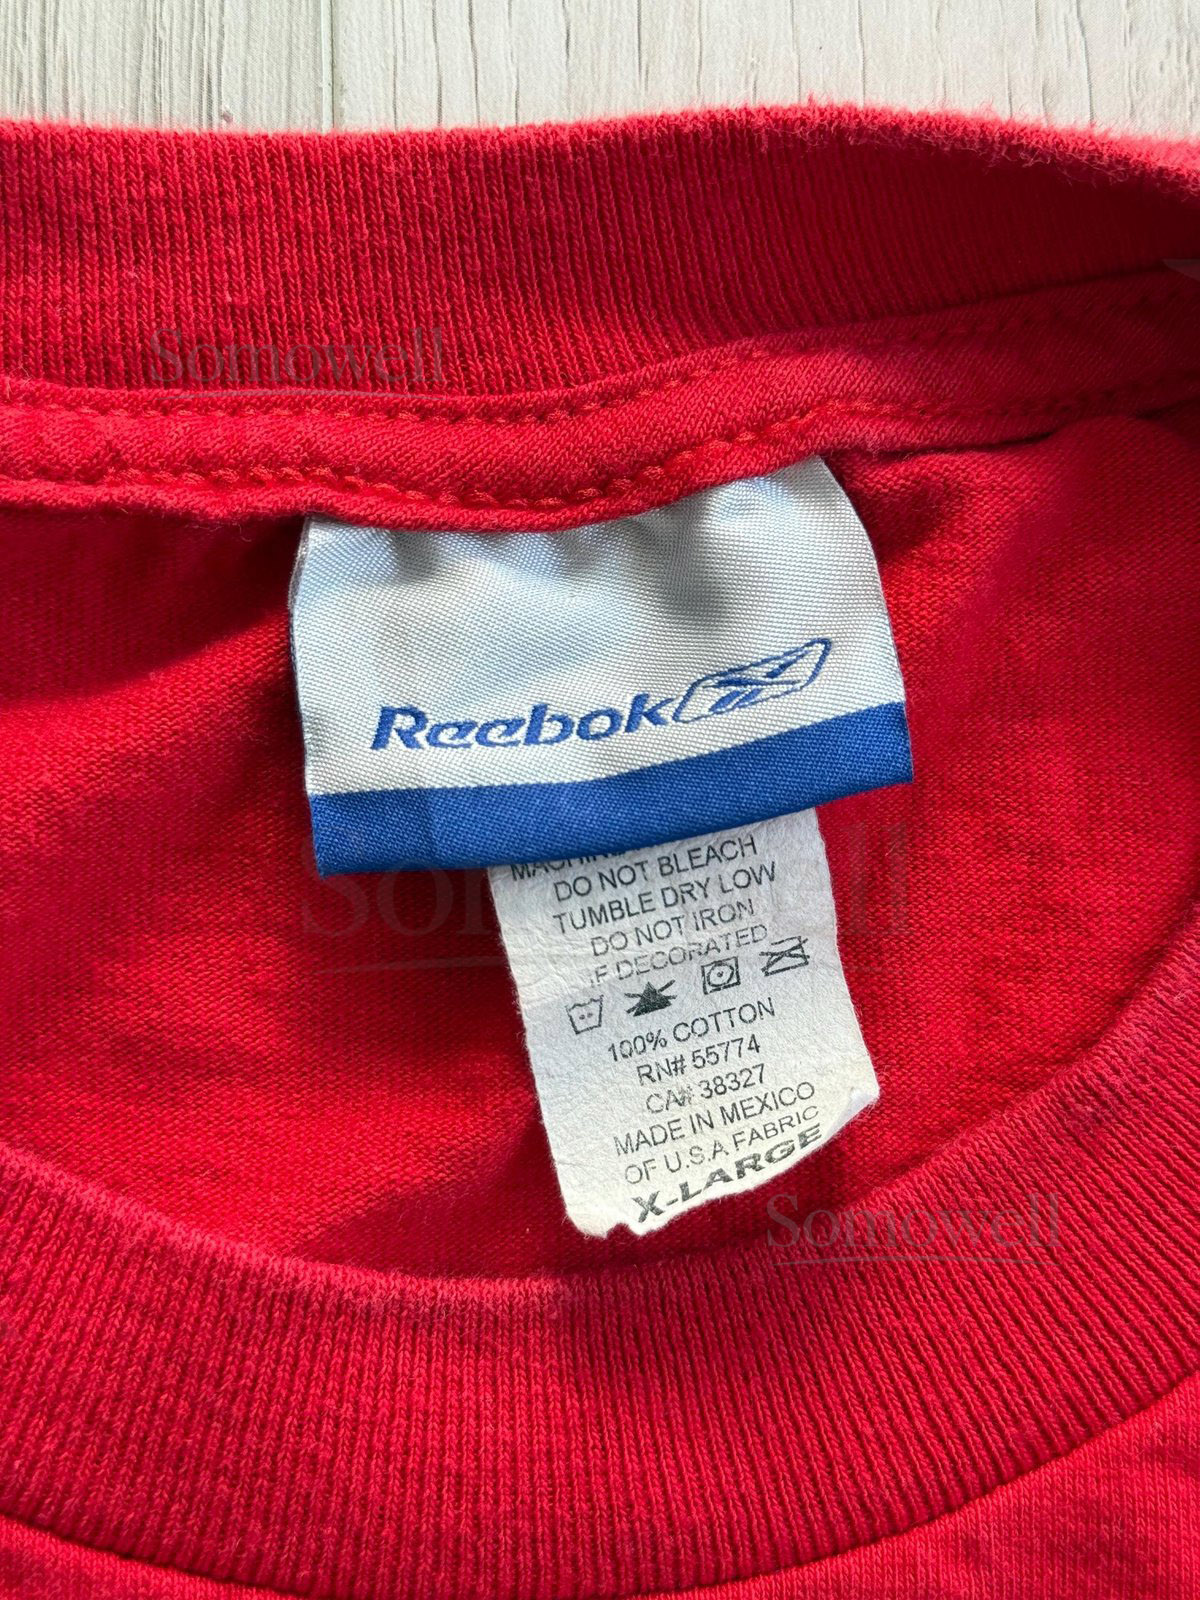 Somowell
Reebok
Somowell
DO NOT BLEACH
TUMBLE DRY LOW
DO NOT IRON
IF DECORATED
100% COTTON
RN# 55774
CA# 38327
MADE IN MEXICO
OF U.S.A FABRIC
X-LARGE
Somowell